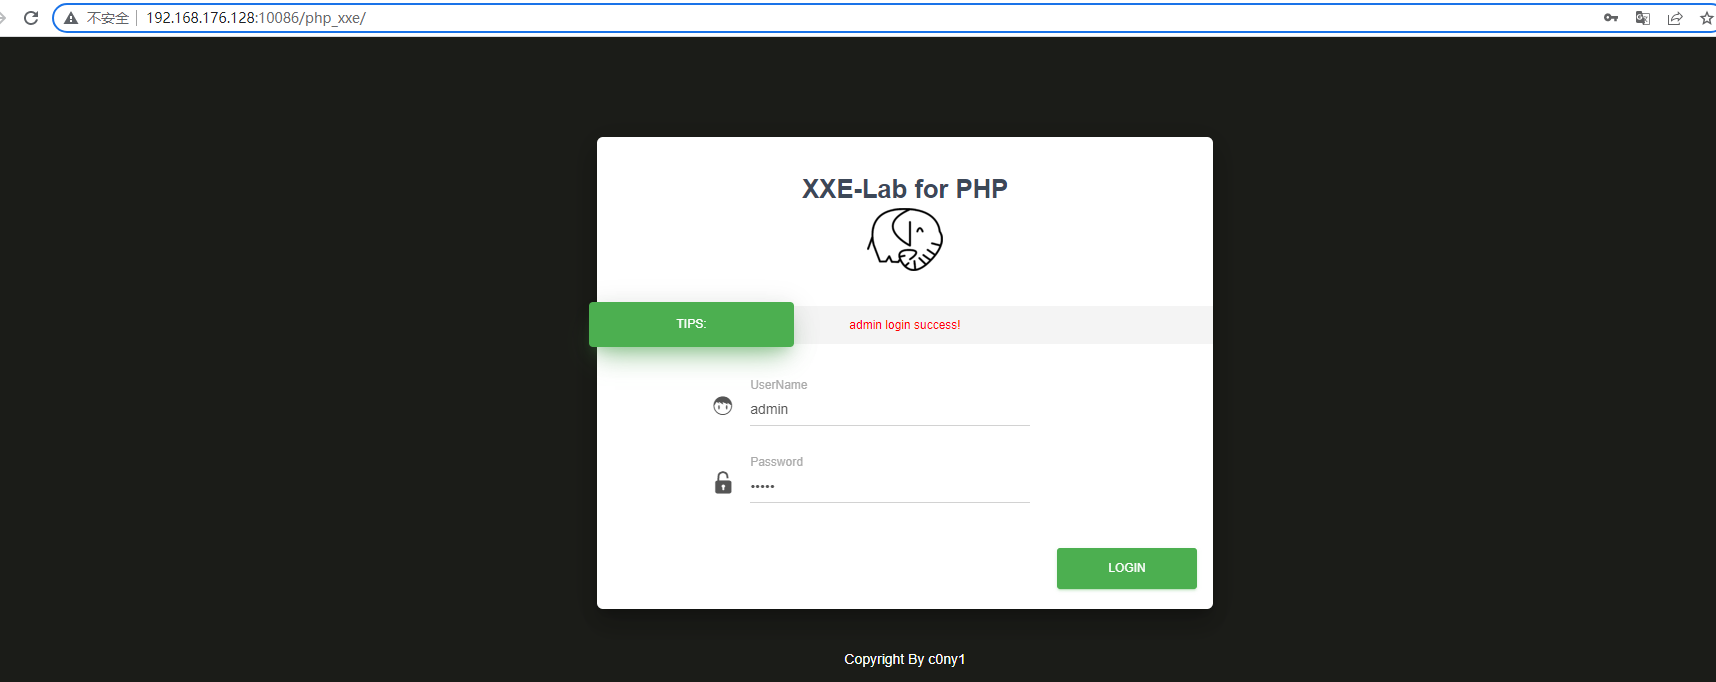 不安全 192.168.176.128:10086/php_xxe/
XXE-Lab for PHP
TIPS: admin login success!
UserName
admin
Password
•••••
LOGIN
Copyright By c0ny1